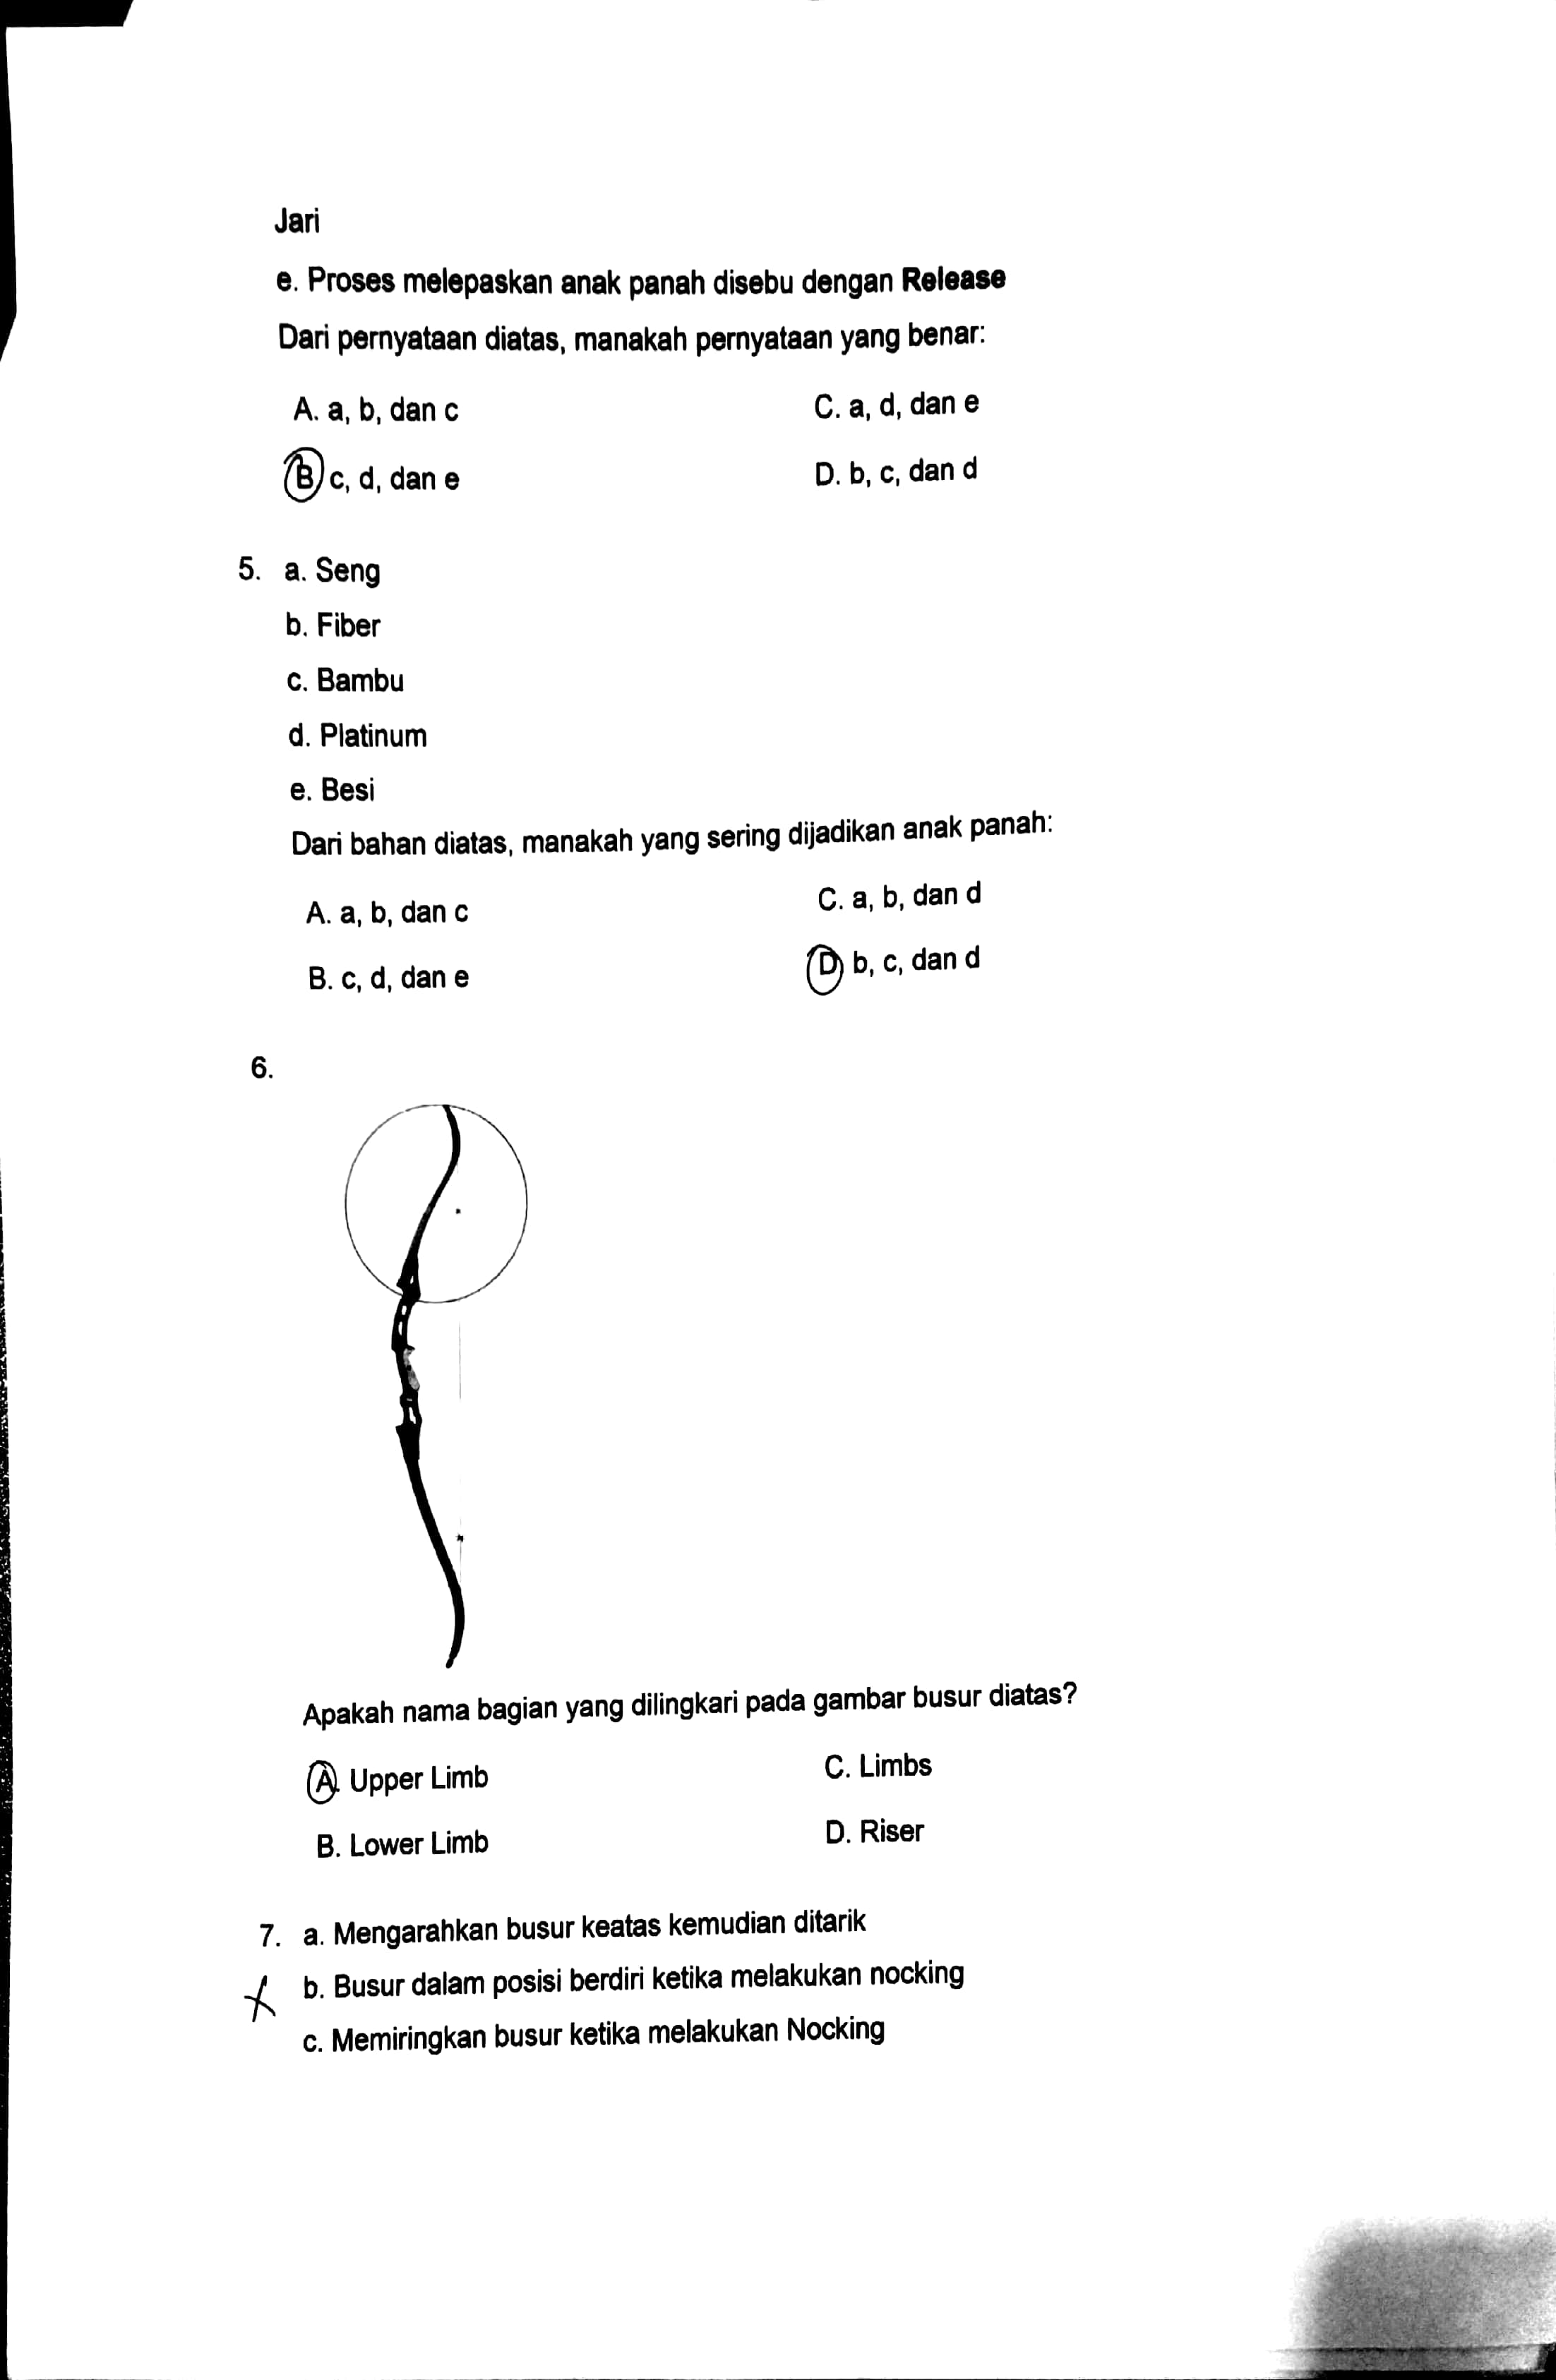 Jari
e. Proses melepaskan anak panah disebu dengan Release
Dari pernyataan diatas, manakah pernyataan yang benar:
A. a, b, dan c
C. a, d, dan e
B c, d, dan e
D. b, c, dan d
5. a. Seng
b. Fiber
c. Bambu
d. Platinum
e. Besi
Dari bahan diatas, manakah yang sering dijadikan anak panah:
A. a, b, dan c
C. a, b, dan d
B. c, d, dan e
D b, c, dan d
6.
Apakah nama bagian yang dilingkari pada gambar busur diatas?
A. Upper Limb
C. Limbs
B. Lower Limb
D. Riser
7. a. Mengarahkan busur keatas kemudian ditarik
b. Busur dalam posisi berdiri ketika melakukan nocking
c. Memiringkan busur ketika melakukan Nocking